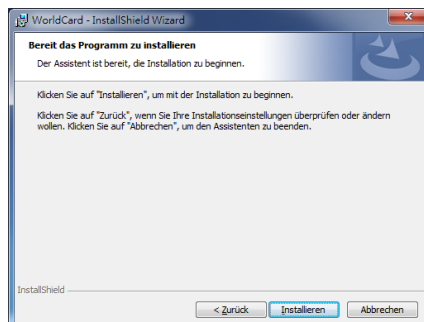 WorldCard - InstallShield Wizard
Bereit das Programm zu installieren
Der Assistent ist bereit, die Installation zu beginnen.
Klicken Sie auf "Installieren", um mit der Installation zu beginnen.
Klicken Sie auf "Zurück", wenn Sie Ihre Installationseinstellungen überprüfen oder ändern
wollen. Klicken Sie auf "Abbrechen", um den Assistenten zu beenden.
InstallShield
< Zurück Installieren Abbrechen